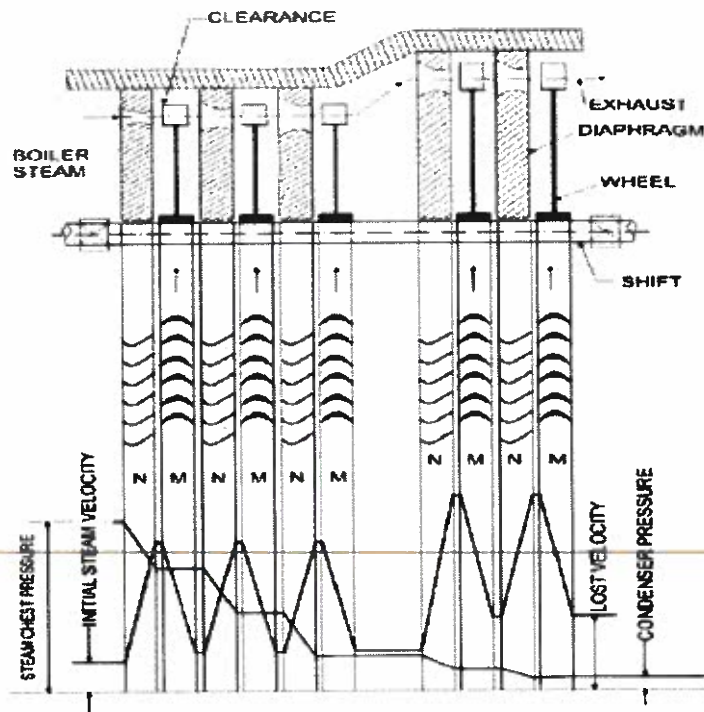 CLEARANCE
BOILER
STEAM
EXHAUST
DIAPHRAGM
WHEEL
SHIFT
N M N M N M N M N M
STEAM CHEST PRESSURE
INITIAL STEAM VELOCITY
LOST VELOCITY
CONDENSER PRESSURE